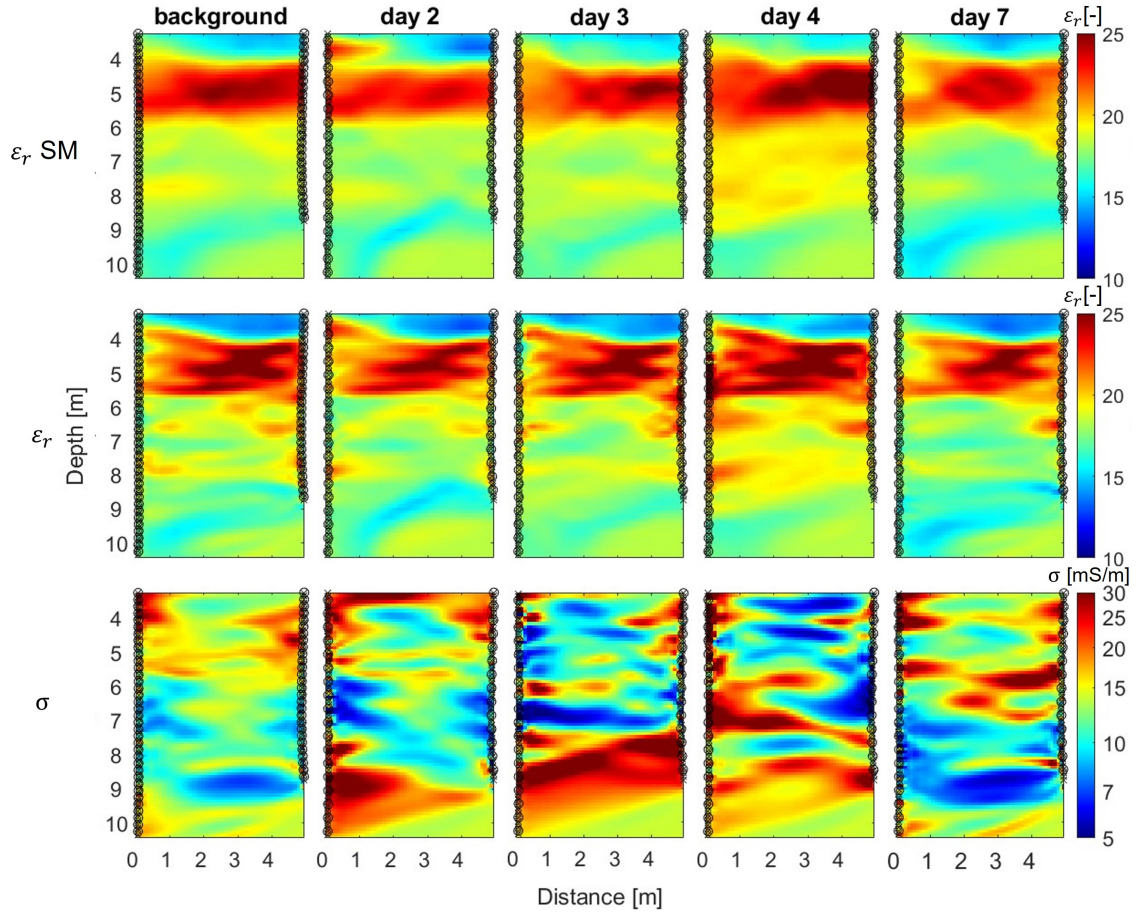 background day 2 day 3 day 4 day 7 εr[-]
4 5 6 7 8 9 10
εr SM
25 20 15 10
εr[-]
4 5 6 7 8 9 10
εr
Depth [m]
25 20 15 10
σ [mS/m]
4 5 6 7 8 9 10
σ
30 25 20 15 10 7 5
0 1 2 3 4 0 1 2 3 4 0 1 2 3 4 0 1 2 3 4 0 1 2 3 4
Distance [m]